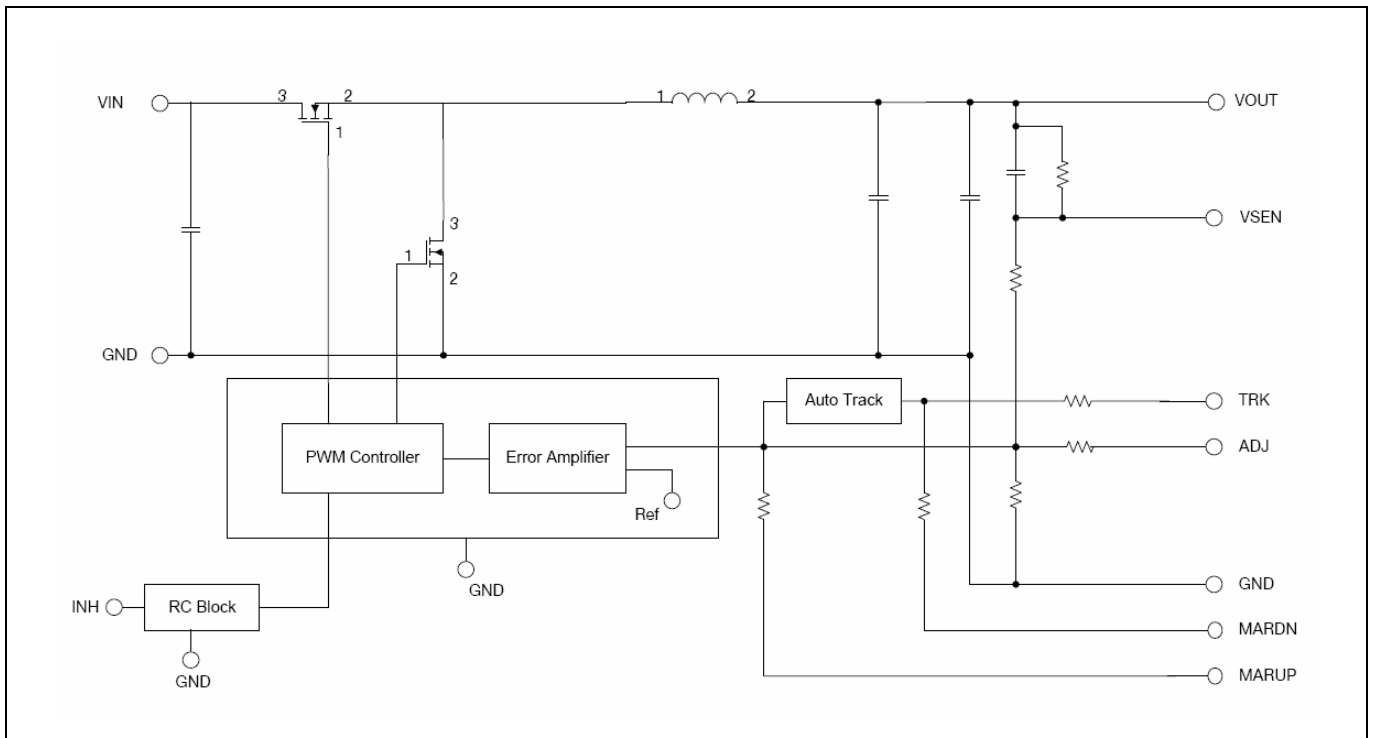 VIN
3
2
1
1
2
VOUT
3
1
2
VSEN
GND
Auto Track
TRK
PWM Controller
Error Amplifier
ADJ
Ref
GND
GND
INH
RC Block
MARDN
GND
MARUP